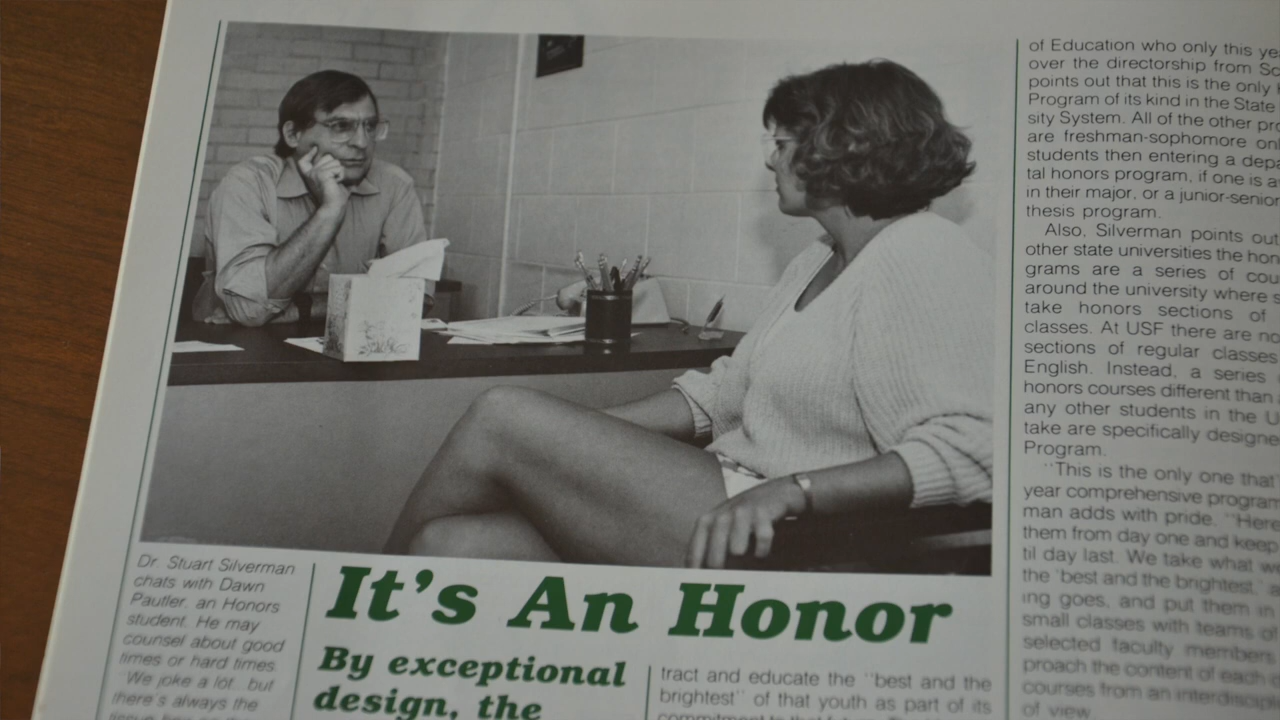 Dr. Stuart Silverman
chats with Dawn
Pautler, an Honors
student. He may
counsel about good
times or hard times.
"We joke a lot...but
there's always the
It's An Honor
By exceptional
design, the
tract and educate the "best and the
brightest" of that youth as part of its
of Education who only this
over the directorship from
points out that this is the only
Program of its kind in the State
sity System. All of the other
are freshman-sophomore
students then entering a
tal honors program, if one is
in their major, or a junior-senior
thesis program.
Also, Silverman points out
other state universities the
grams are a series of
around the university where
take honors sections of
classes. At USF there are
sections of regular classes
English. Instead, a series
honors courses different than
any other students in the
take are specifically
Program.
"This is the only one that
year comprehensive program
man adds with pride. "Here
them from day one and keep
til day last. We take what
the 'best and the brightest,'
ing goes, and put them in
small classes with teams of
selected faculty members
proach the content of each
courses from an
of view.